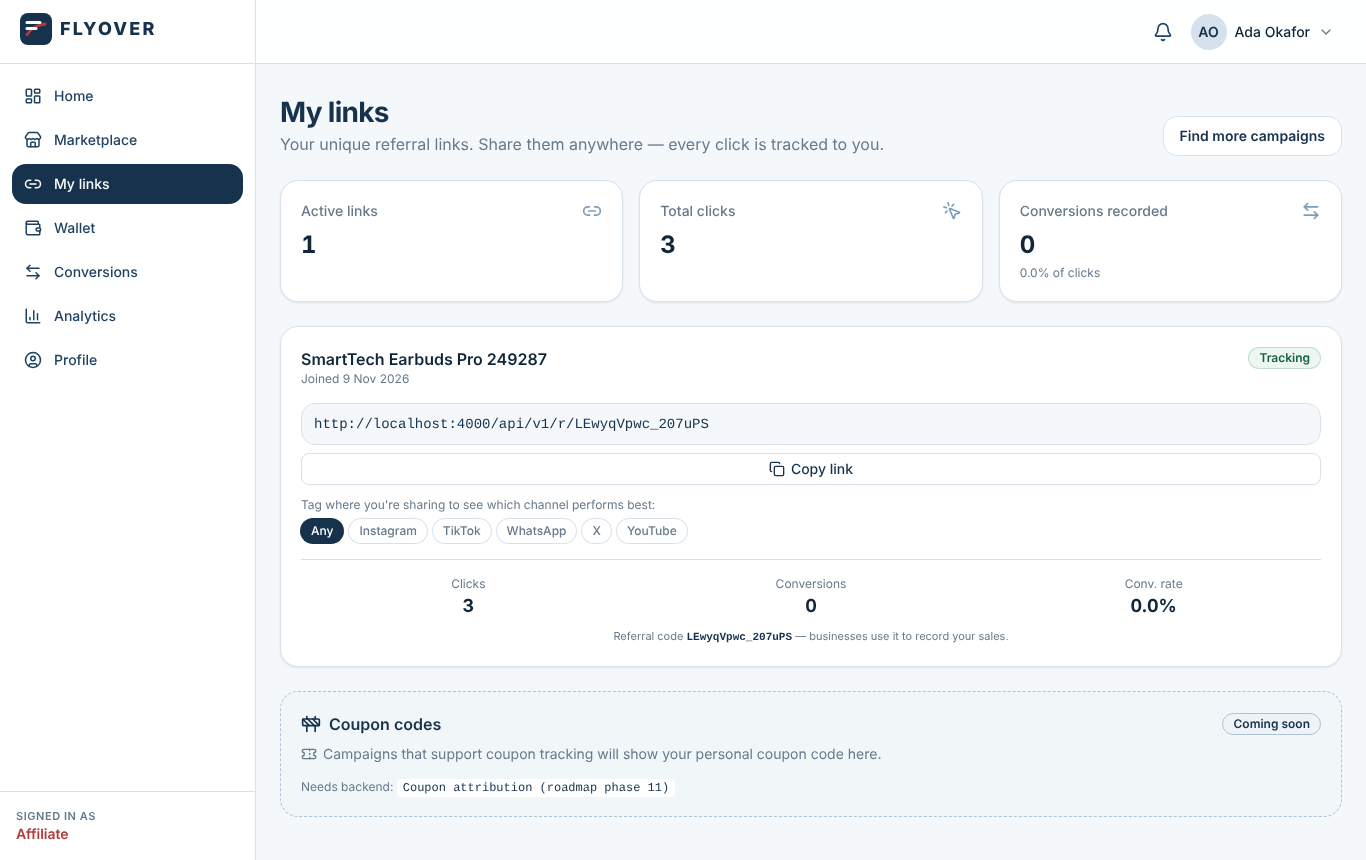 FLYOVER
AO Ada Okafor
Home
Marketplace
My links
Wallet
Conversions
Analytics
Profile
SIGNED IN AS
Affiliate
My links
Your unique referral links. Share them anywhere — every click is tracked to you.
Find more campaigns
Active links
1
Total clicks
3
Conversions recorded
0
0.0% of clicks
SmartTech Earbuds Pro 249287
Tracking
Joined 9 Nov 2026
http://localhost:4000/api/v1/r/LEwyqVpwc_207uPS
Copy link
Tag where you're sharing to see which channel performs best:
Any Instagram TikTok WhatsApp X YouTube
Clicks Conversions Conv. rate
3 0 0.0%
Referral code LEwyqVpwc_207uPS — businesses use it to record your sales.
Coupon codes
Coming soon
Campaigns that support coupon tracking will show your personal coupon code here.
Needs backend: Coupon attribution (roadmap phase 11)